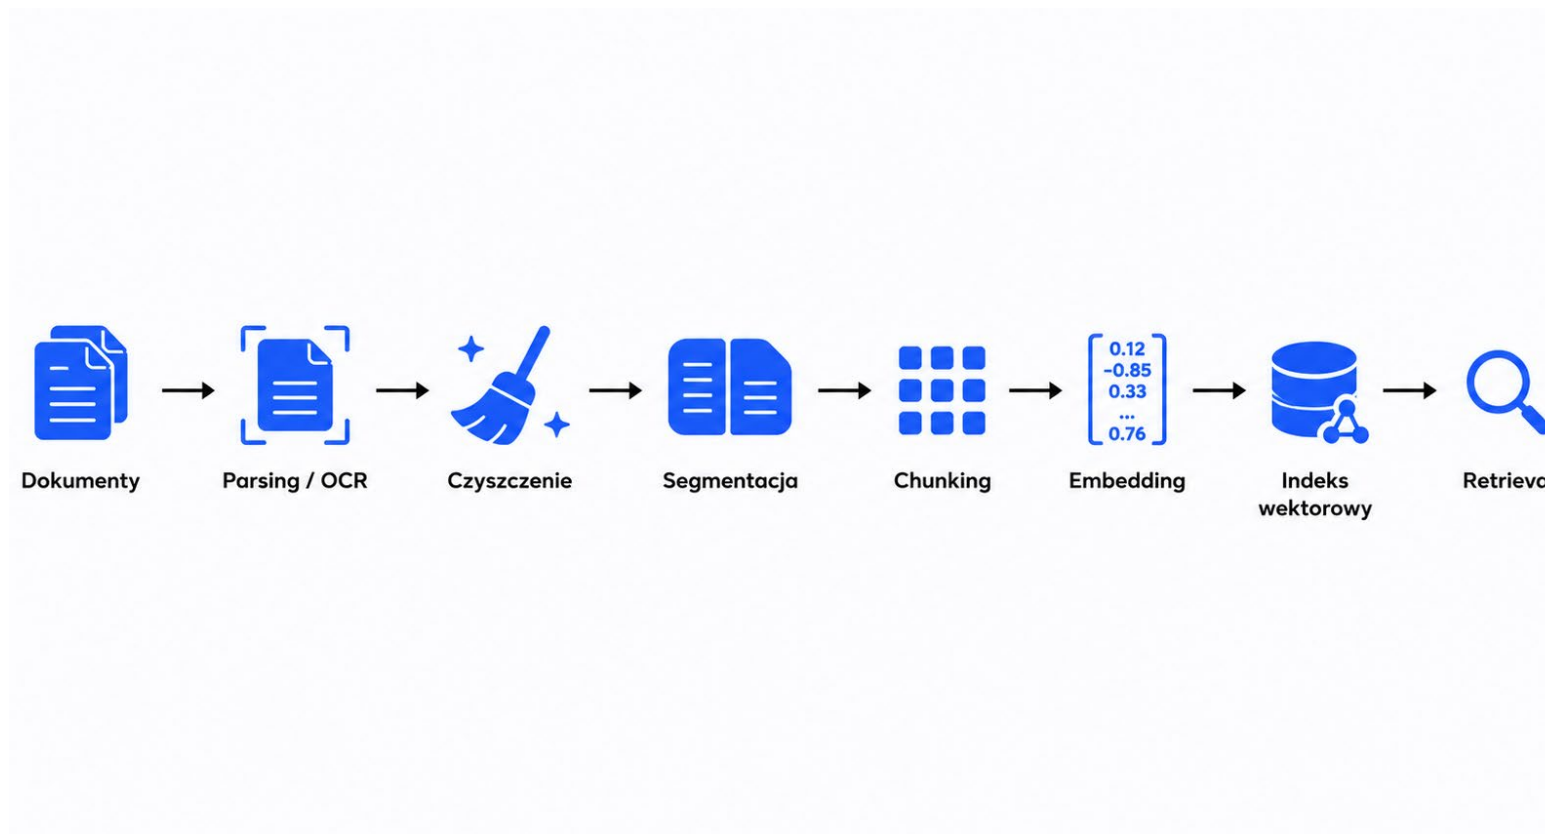 Dokumenty
Parsing / OCR
Czyszczenie
Segmentacja
Chunking
0.12
-0.85
0.33
...
0.76
Embedding
Indeks
wektorowy